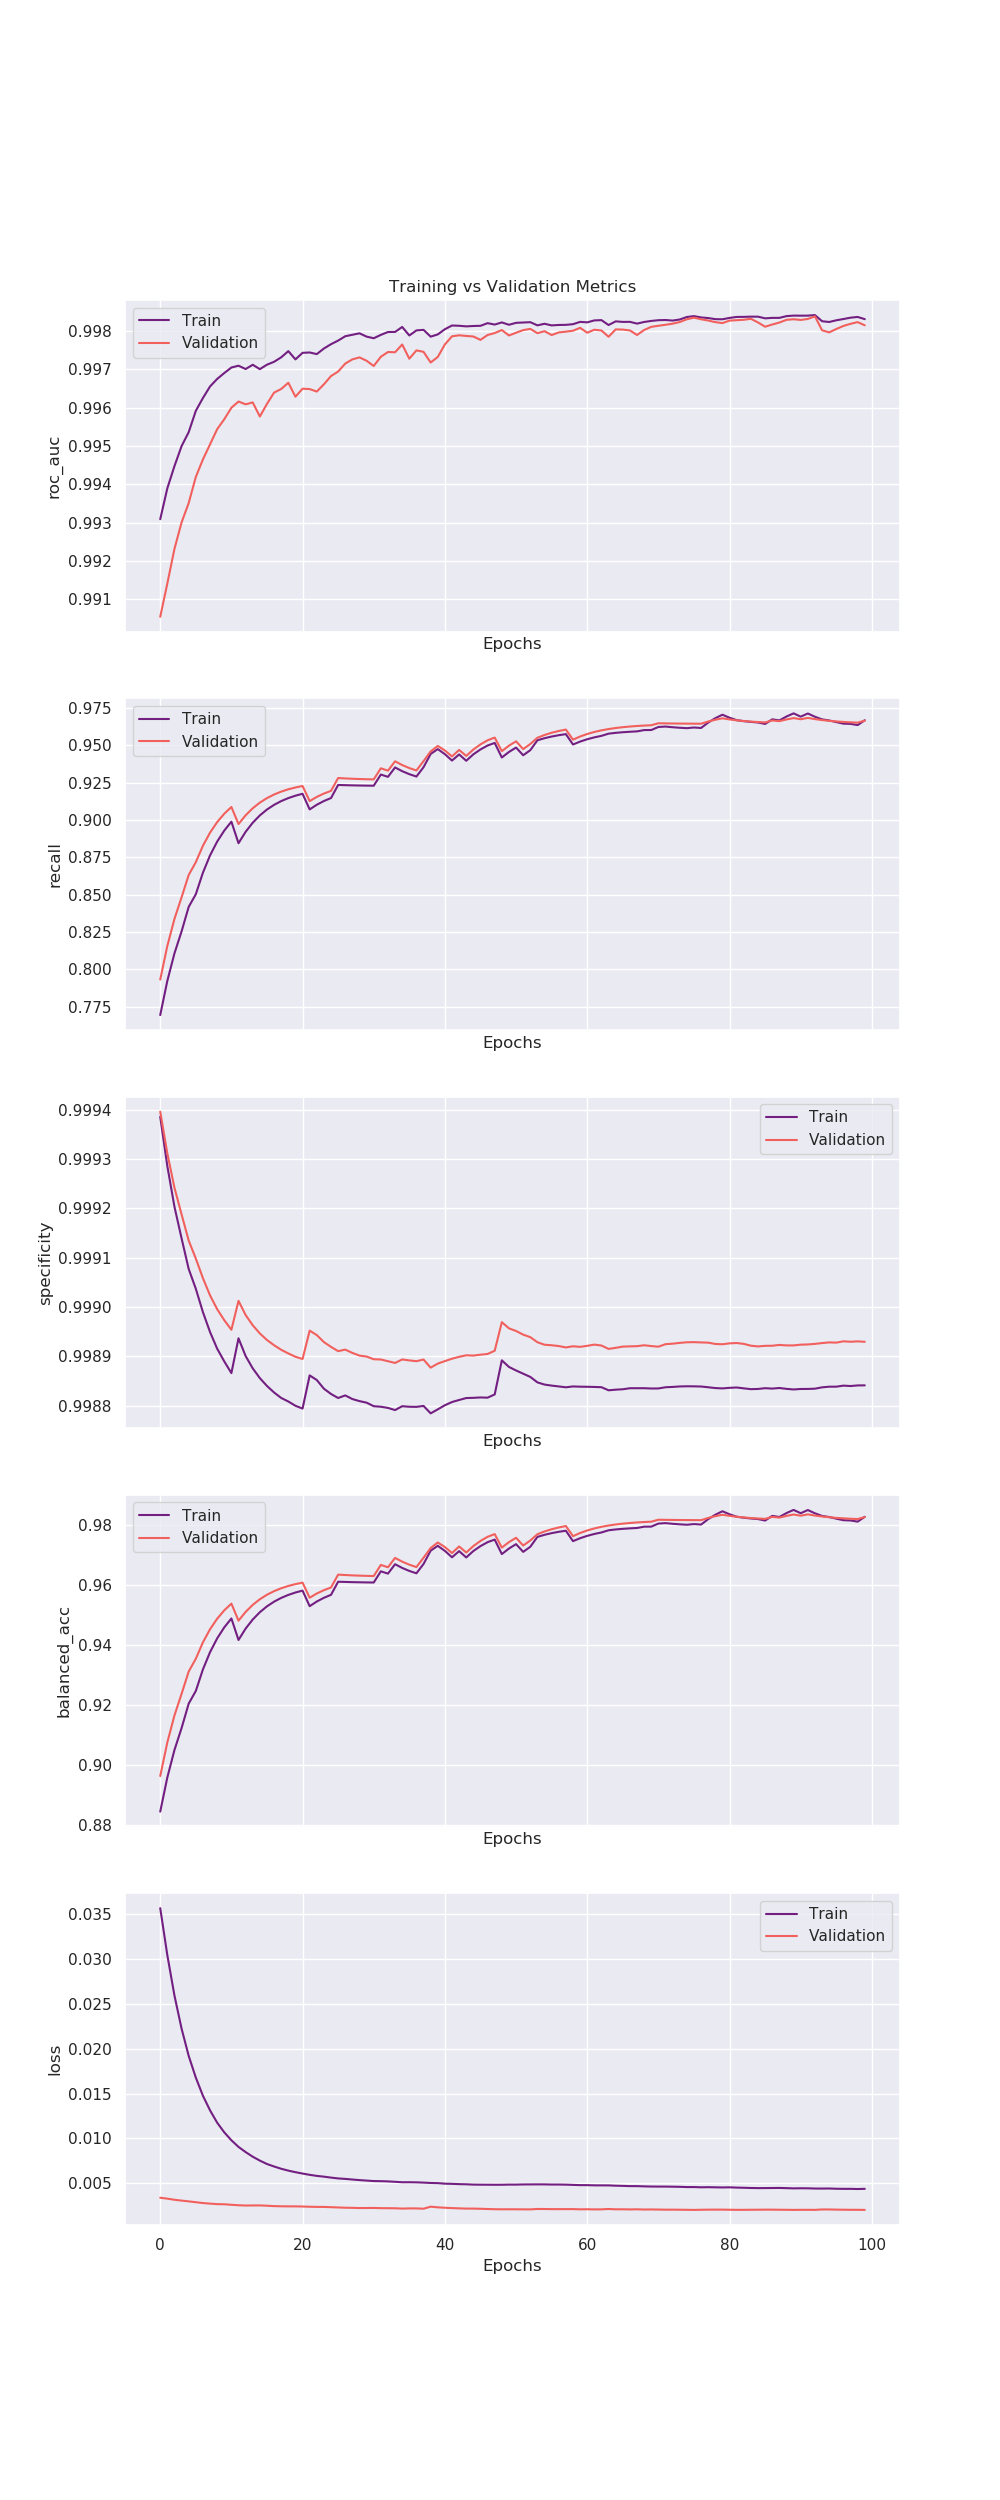 Training vs Validation Metrics
Train
Validation
0.998
0.997
0.996
0.995
0.994
0.993
0.992
0.991
roc_auc
Epochs
Train
Validation
0.975
0.950
0.925
0.900
0.875
0.850
0.825
0.800
0.775
recall
Epochs
Train
Validation
0.9994
0.9993
0.9992
0.9991
0.9990
0.9989
0.9988
specificity
Epochs
Train
Validation
0.98
0.96
0.94
0.92
0.90
0.88
balanced_acc
Epochs
Train
Validation
0.035
0.030
0.025
0.020
0.015
0.010
0.005
loss
0 20 40 60 80 100
Epochs